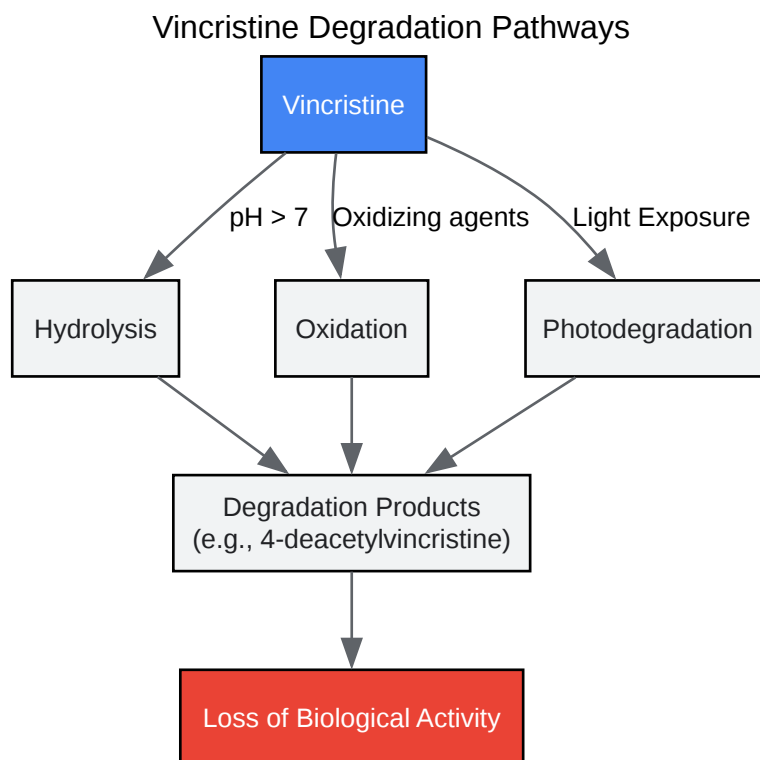 Vincristine Degradation Pathways
Vincristine
pH > 7
Oxidizing agents
Light Exposure
Hydrolysis
Oxidation
Photodegradation
Degradation Products
(e.g., 4-deacetylvincristine)
Loss of Biological Activity